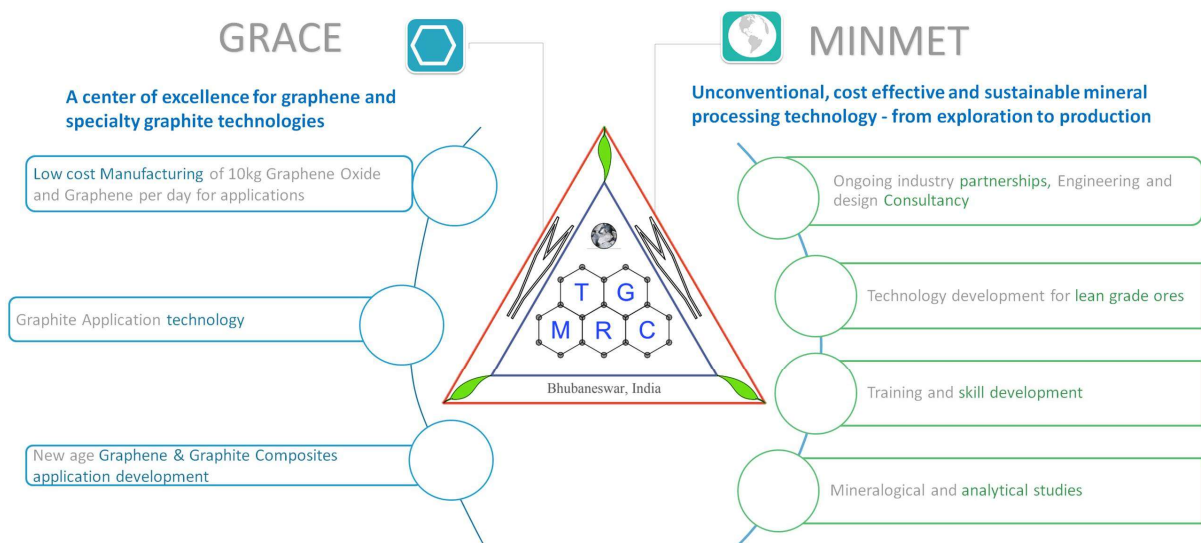 GRACE
A center of excellence for graphene and
specialty graphite technologies
Low cost Manufacturing of 10kg Graphene Oxide
and Graphene per day for applications
Graphite Application technology
New age Graphene & Graphite Composites
application development
T G
M R C
Bhubaneswar, India
MINMET
Unconventional, cost effective and sustainable mineral
processing technology - from exploration to production
Ongoing industry partnerships, Engineering and
design Consultancy
Technology development for lean grade ores
Training and skill development
Mineralogical and analytical studies